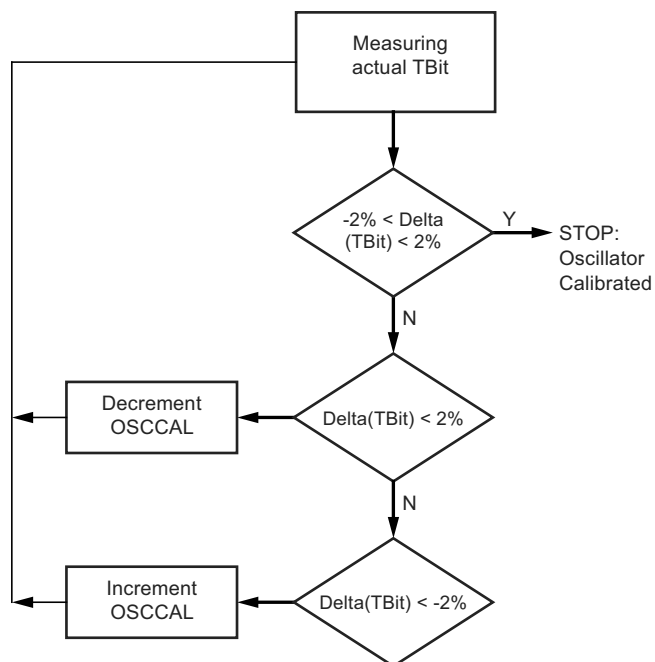 Measuring
actual TBit
-2% < Delta
(TBit) < 2%
Y
STOP:
Oscillator
Calibrated
N
Decrement
OSCCAL
Delta(TBit) < 2%
N
Increment
OSCCAL
Delta(TBit) < -2%